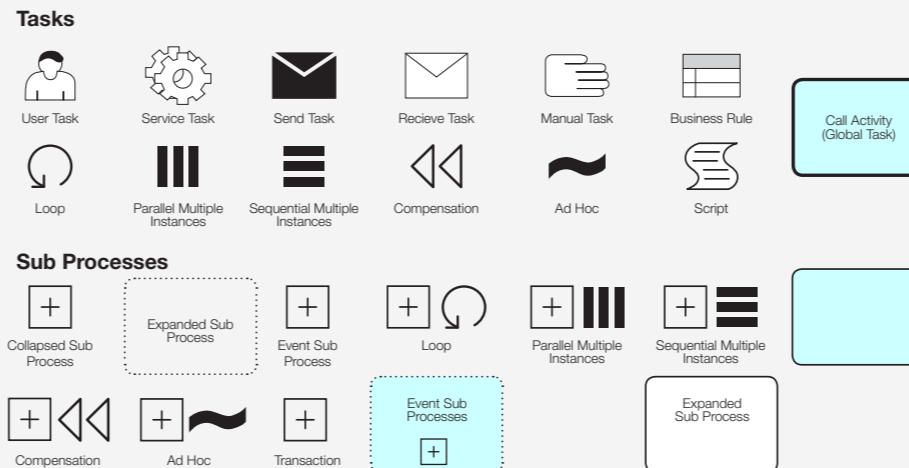 Tasks
User Task
Service Task
Send Task
Recieve Task
Manual Task
Business Rule
Call Activity
(Global Task)
Loop
Parallel Multiple
Instances
Sequential Multiple
Instances
Compensation
Ad Hoc
Script
Sub Processes
Collapsed Sub
Process
Expanded Sub
Process
Event Sub
Process
Loop
Parallel Multiple
Instances
Sequential Multiple
Instances
Compensation
Ad Hoc
Transaction
Event Sub
Processes
Expanded
Sub Process